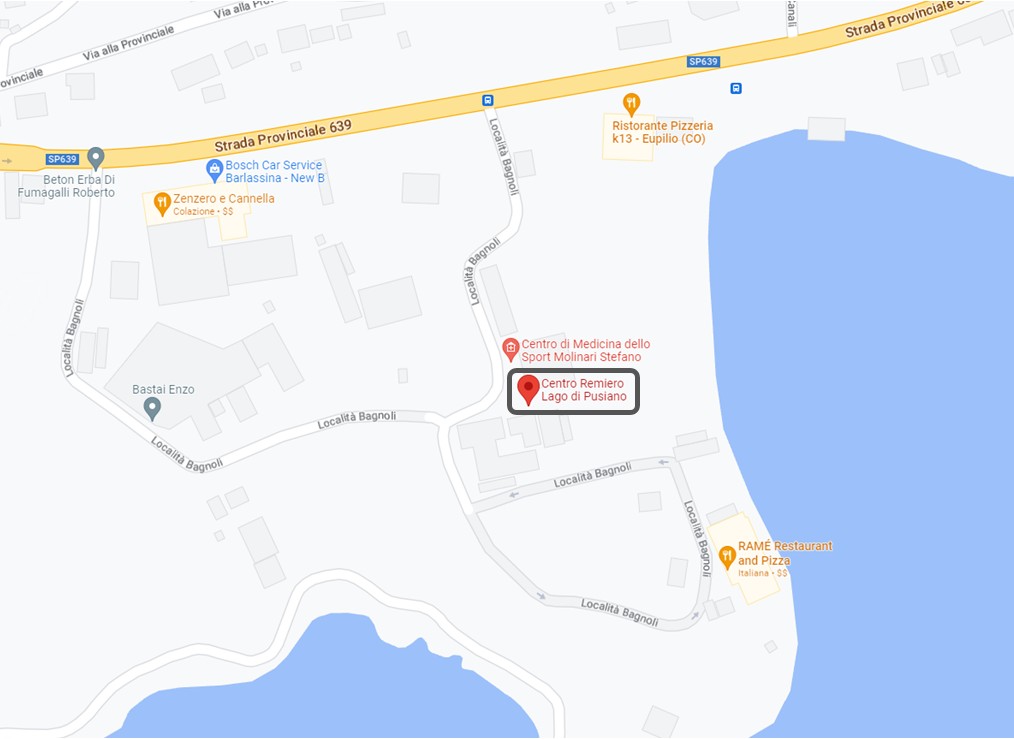 Via alla Pro
Via alla Provinciale
ovinciale
canali
Strada Provinciale 63
SP639
Strada Provinciale 639
SP639
Ristorante Pizzeria
k13 - Eupilio (CO)
Località Bagnoli
Beton Erba Di
Fumagalli Roberto
Bosch Car Service
Barlassina - New B
Zenzero e Cannella
Colazione • $$
Località Bagnoli
Località Bagnoli
Centro di Medicina dello
Sport Molinari Stefano
Centro Remiero
Lago di Pusiano
Bastai Enzo
Località Bagnoli
Località Bagnoli
Località Bagnoli
Località Bagnoli
RAMÉ Restaurant
and Pizza
Italiana • $$
Località Bagnoli